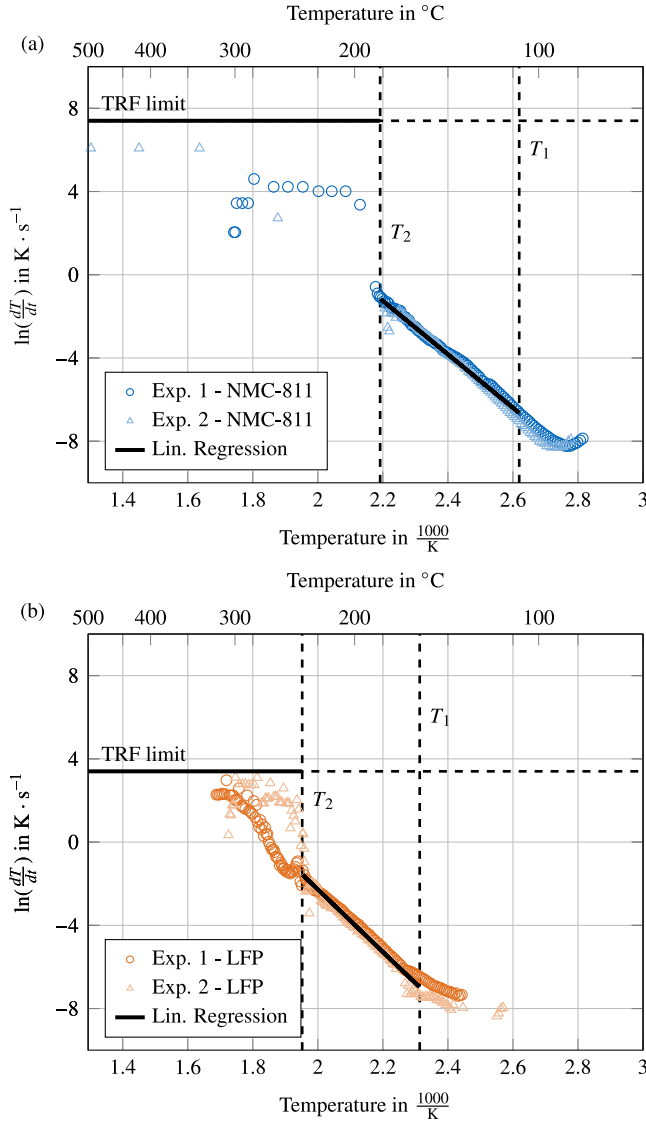 Temperature in °C
(a)
500 400 300 200 100
TRF limit
T₁
T₂
8
4
0
−4
−8
ln(dT/dt) in K · s⁻¹
Exp. 1 - NMC-811
Exp. 2 - NMC-811
Lin. Regression
1.4 1.6 1.8 2 2.2 2.4 2.6 2.8 3
Temperature in 1000/K
Temperature in °C
(b)
500 400 300 200 100
T₁
TRF limit
T₂
8
4
0
−4
−8
ln(dT/dt) in K · s⁻¹
Exp. 1 - LFP
Exp. 2 - LFP
Lin. Regression
1.4 1.6 1.8 2 2.2 2.4 2.6 2.8 3
Temperature in 1000/K